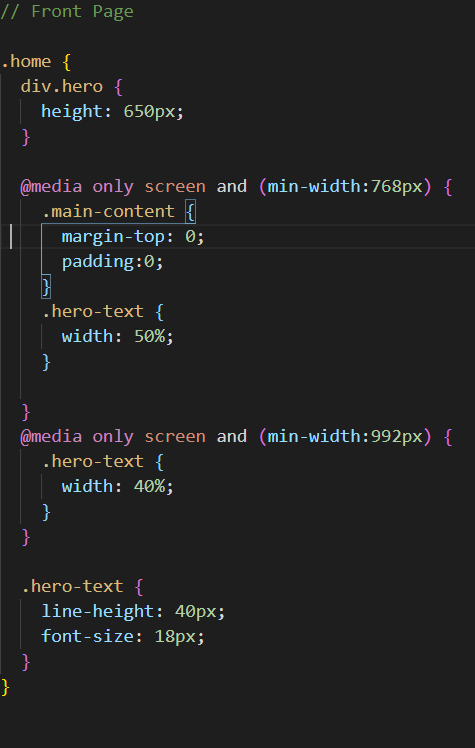 // Front Page
.home {
div.hero {
height: 650px;
}
@media only screen and (min-width:768px) {
.main-content {
margin-top: 0;
padding:0;
}
.hero-text {
width: 50%;
}
}
@media only screen and (min-width:992px) {
.hero-text {
width: 40%;
}
}
.hero-text {
line-height: 40px;
font-size: 18px;
}
}